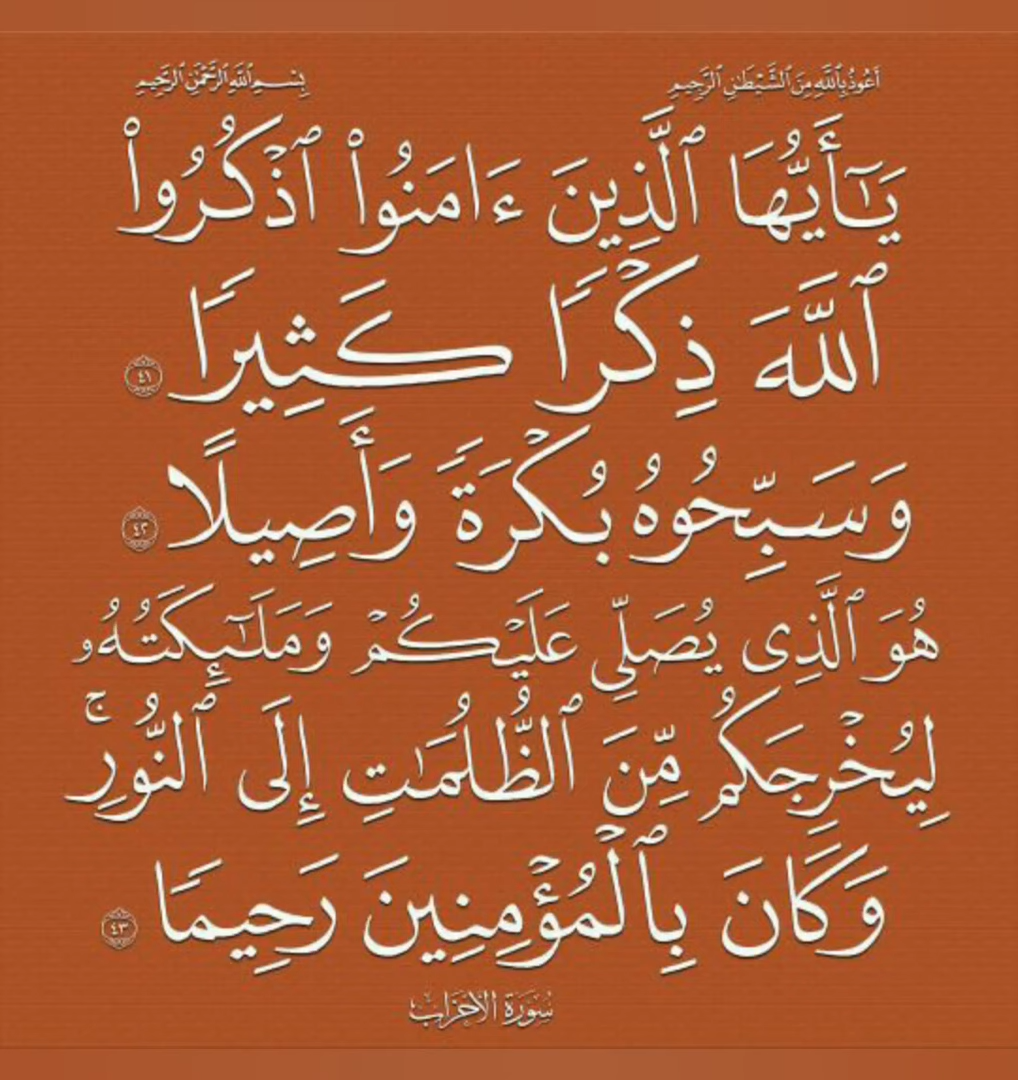 أَعُوذُ بِٱللَّهِ مِنَ ٱلشَّيْطَٰنِ ٱلرَّجِيمِ
بِسْمِ ٱللَّهِ ٱلرَّحْمَٰنِ ٱلرَّحِيمِ
يَـٰٓأَيُّهَا ٱلَّذِينَ ءَامَنُوا۟ ٱذْكُرُوا۟
ٱللَّهَ ذِكْرًا كَثِيرًا ٤١
وَسَبِّحُوهُ بُكْرَةً وَأَصِيلًا ٤٢
هُوَ ٱلَّذِى يُصَلِّى عَلَيْكُمْ وَمَلَـٰٓئِكَتُهُۥ
لِيُخْرِجَكُم مِّنَ ٱلظُّلُمَـٰتِ إِلَى ٱلنُّورِ ۚ
وَكَانَ بِٱلْمُؤْمِنِينَ رَحِيمًا ٤٣
سُورَة الأَحْزَاب